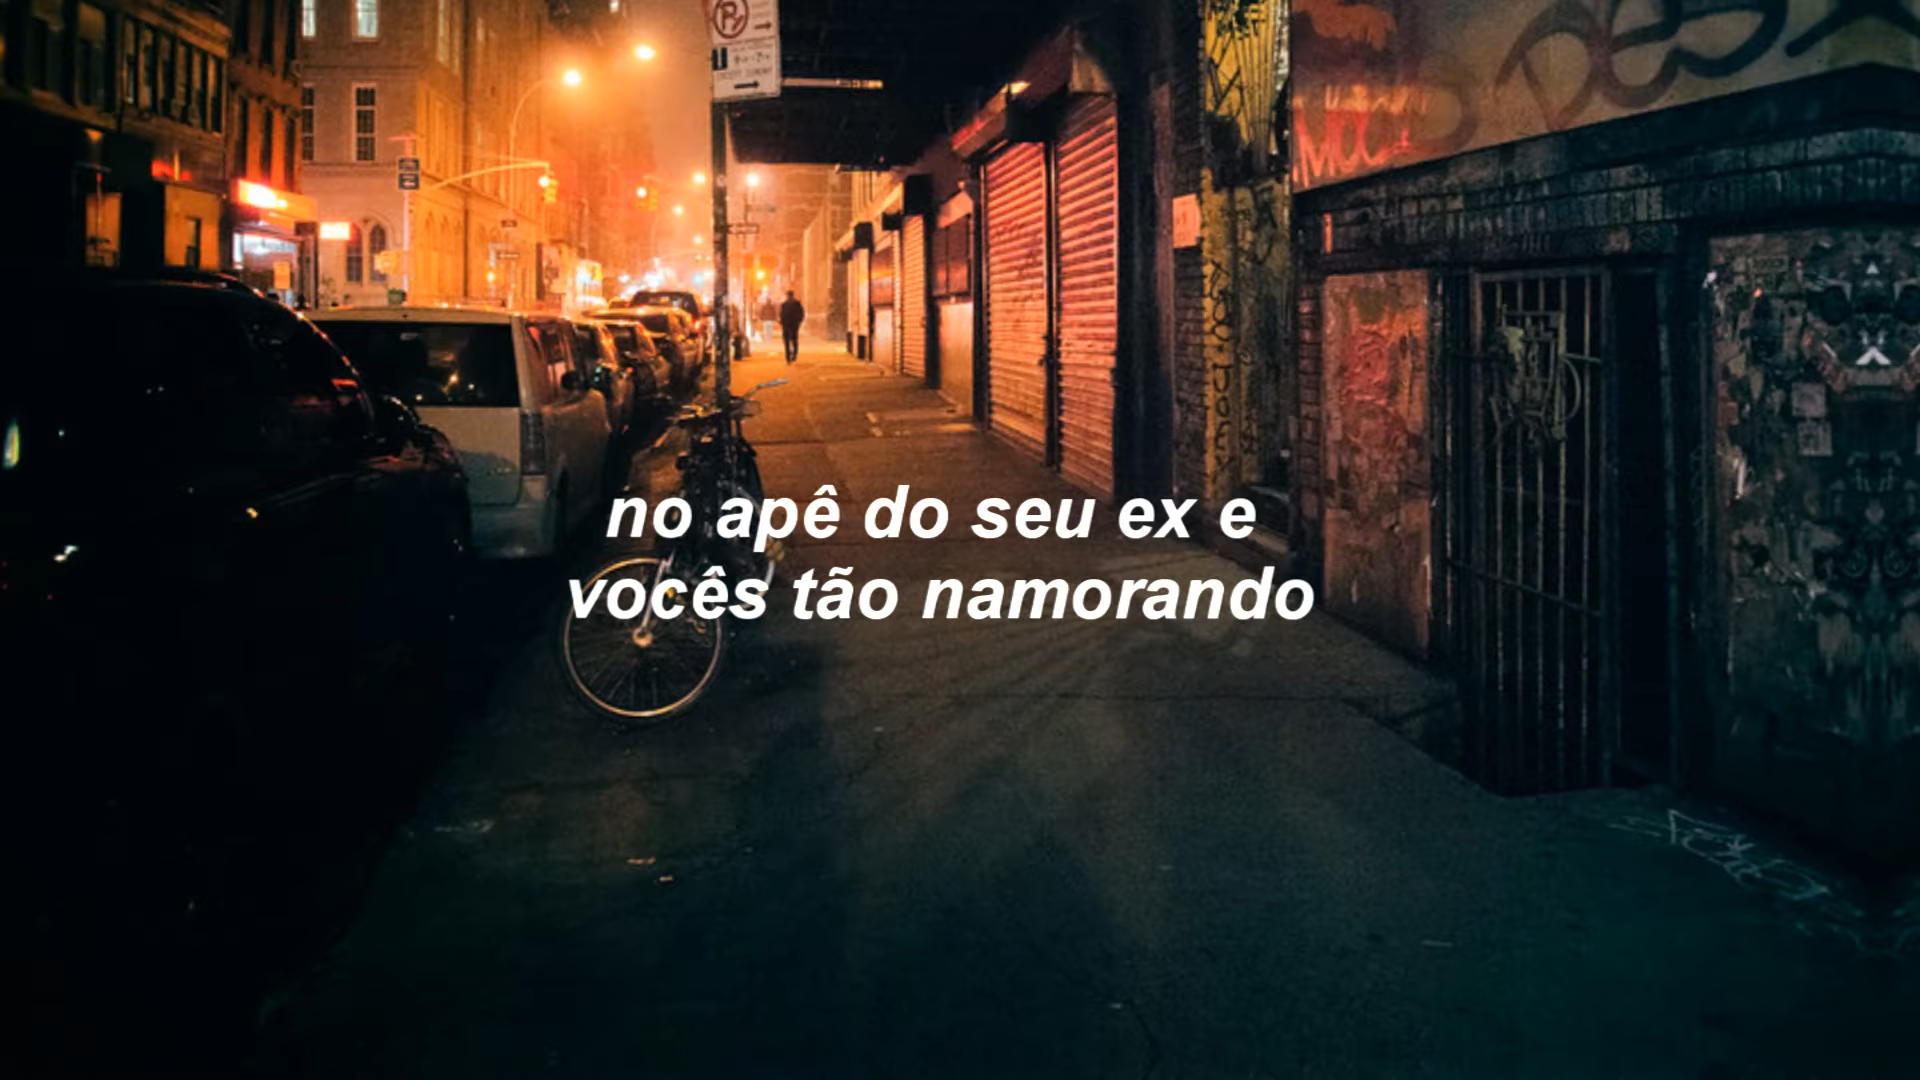 no apê do seu ex e
vocês tão namorando